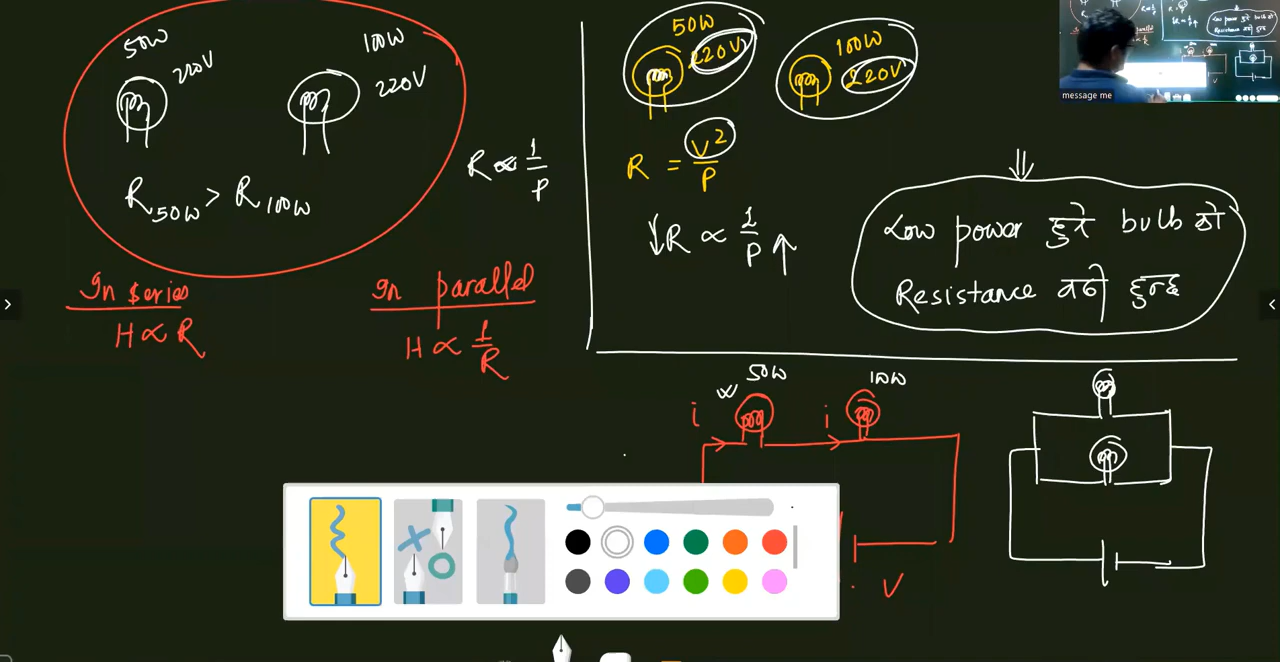 50W
220V
100W
220V
R50W > R100W
R ∝ 1/P
In series
H ∝ R
In parallel
H ∝ 1/R
50W
220V
100W
220V
R = V²/P
↓R ∝ 1/P ↑
⇓
Low power हुने bulb को
Resistance बढी हुन्छ
50W
100W
i
i
V
message me